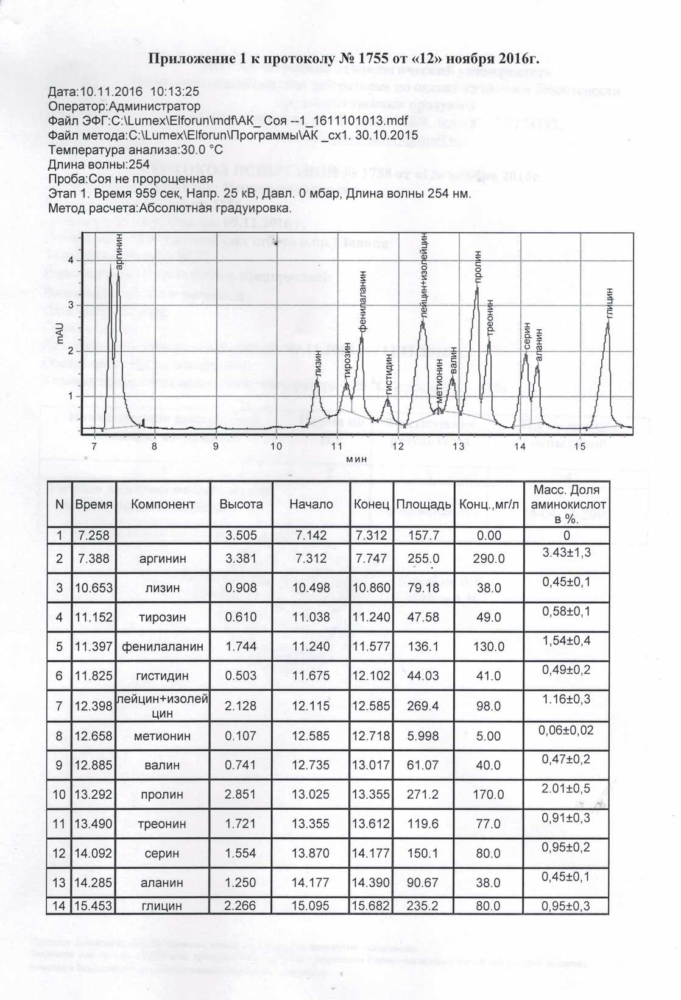 Приложение 1 к протоколу № 1755 от «12» ноября 2016г.
Дата:10.11.2016 10:13:25
Оператор:Администратор
Файл ЭФГ:C:\Lumex\Elforun\mdf\АК_ Соя --1_1611101013.mdf
Файл метода:C:\Lumex\Elforun\Программы\АК _сх1. 30.10.2015
Температура анализа:30.0 °C
Длина волны:254
Проба:Соя не пророщенная
Этап 1. Время 959 сек, Напр. 25 кВ, Давл. 0 мбар, Длина волны 254 нм.
Метод расчета:Абсолютная градуировка.
mAU
4
3
2
1
аргинин
лизин
тирозин
фенилаланин
гистидин
лейцин+изолейцин
метионин
валин
пролин
треонин
серин
аланин
глицин
7 8 9 10 11 12 13 14 15
мин
N Время Компонент Высота Начало Конец Площадь Конц.,мг/л Масс. Доля
аминокислот
в %.
1 7.258 3.505 7.142 7.312 157.7 0.00 0
2 7.388 аргинин 3.381 7.312 7.747 255.0 290.0 3.43±1,3
3 10.653 лизин 0.908 10.498 10.860 79.18 38.0 0,45±0,1
4 11.152 тирозин 0.610 11.038 11.240 47.58 49.0 0,58±0,1
5 11.397 фенилаланин 1.744 11.240 11.577 136.1 130.0 1,54±0,4
6 11.825 гистидин 0.503 11.675 12.102 44.03 41.0 0,49±0,2
7 12.398 лейцин+изолей
цин 2.128 12.115 12.585 269.4 98.0 1.16±0,3
8 12.658 метионин 0.107 12.585 12.718 5.998 5.00 0,06±0,02
9 12.885 валин 0.741 12.735 13.017 61.07 40.0 0,47±0,2
10 13.292 пролин 2.851 13.025 13.355 271.2 170.0 2.01±0,5
11 13.490 треонин 1.721 13.355 13.612 119.6 77.0 0,91±0,3
12 14.092 серин 1.554 13.870 14.177 150.1 80.0 0,95±0,2
13 14.285 аланин 1.250 14.177 14.390 90.67 38.0 0,45±0,1
14 15.453 глицин 2.266 15.095 15.682 235.2 80.0 0,95±0,3